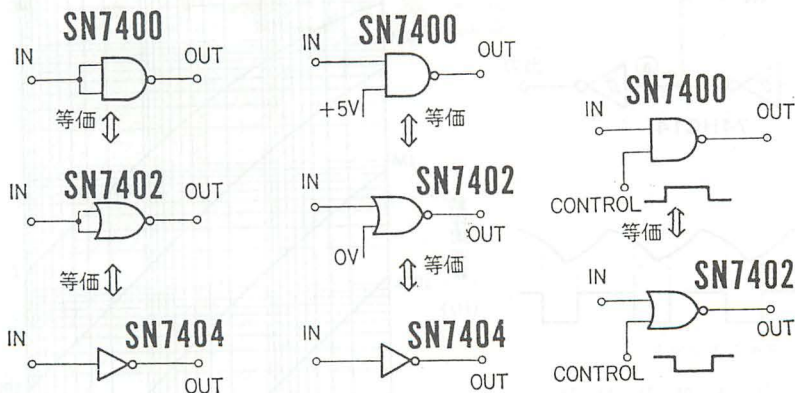 SN7400
IN
OUT
等価
SN7402
IN
OUT
等価
SN7404
IN
OUT
SN7400
IN
OUT
+5V
等価
SN7402
IN
OUT
0V
等価
SN7404
IN
OUT
SN7400
IN
OUT
CONTROL
等価
SN7402
IN
OUT
CONTROL